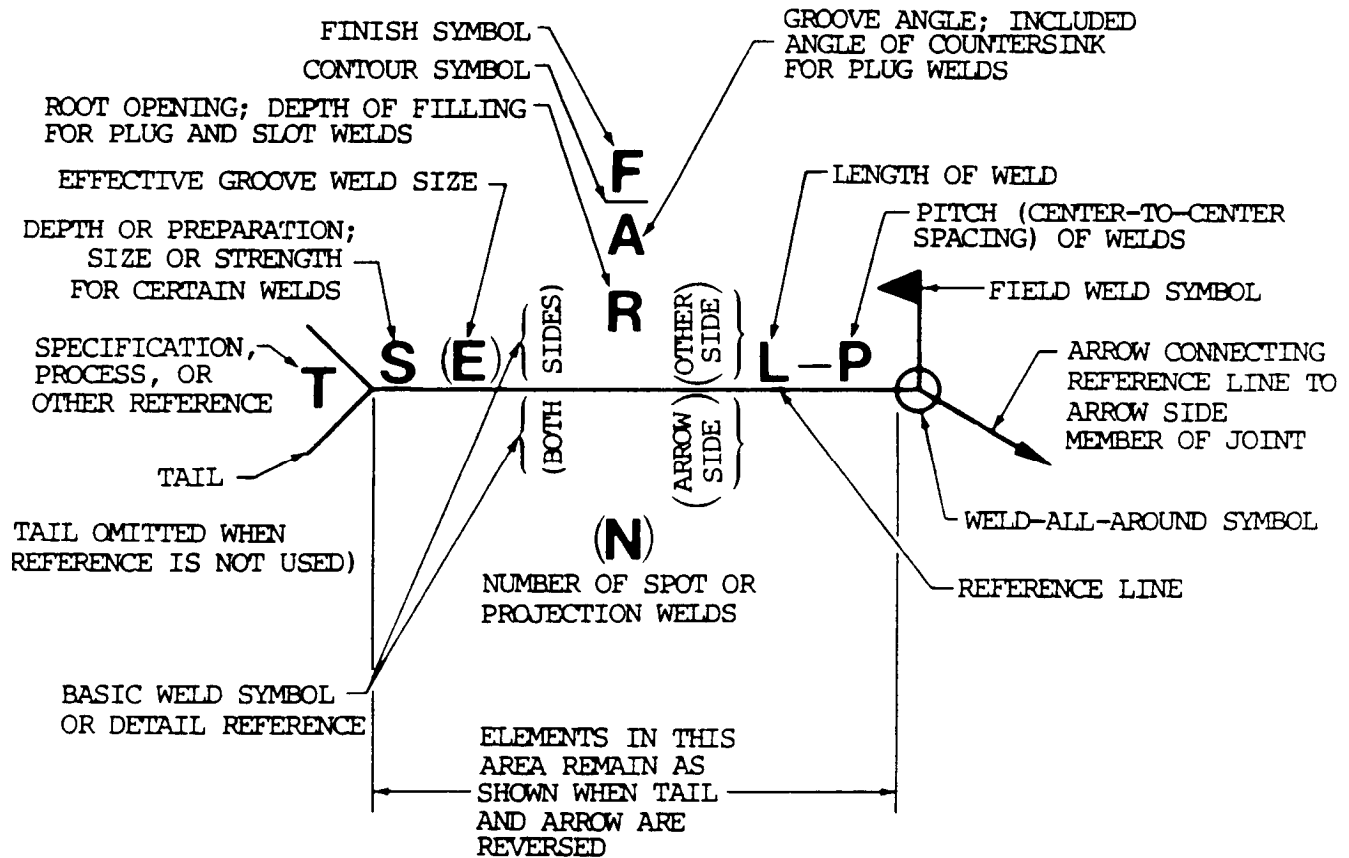 FINISH SYMBOL
CONTOUR SYMBOL
ROOT OPENING; DEPTH OF FILLING
FOR PLUG AND SLOT WELDS
EFFECTIVE GROOVE WELD SIZE
DEPTH OR PREPARATION;
SIZE OR STRENGTH
FOR CERTAIN WELDS
SPECIFICATION,
PROCESS, OR
OTHER REFERENCE
TAIL
TAIL OMITTED WHEN
REFERENCE IS NOT USED)
BASIC WELD SYMBOL
OR DETAIL REFERENCE
GROOVE ANGLE; INCLUDED
ANGLE OF COUNTERSINK
FOR PLUG WELDS
F
A
R
T
S
(E)
(BOTH SIDES)
(OTHER SIDE)
(ARROW SIDE)
L–P
(N)
NUMBER OF SPOT OR
PROJECTION WELDS
LENGTH OF WELD
PITCH (CENTER-TO-CENTER
SPACING) OF WELDS
FIELD WELD SYMBOL
ARROW CONNECTING
REFERENCE LINE TO
ARROW SIDE
MEMBER OF JOINT
WELD-ALL-AROUND SYMBOL
REFERENCE LINE
ELEMENTS IN THIS
AREA REMAIN AS
SHOWN WHEN TAIL
AND ARROW ARE
REVERSED